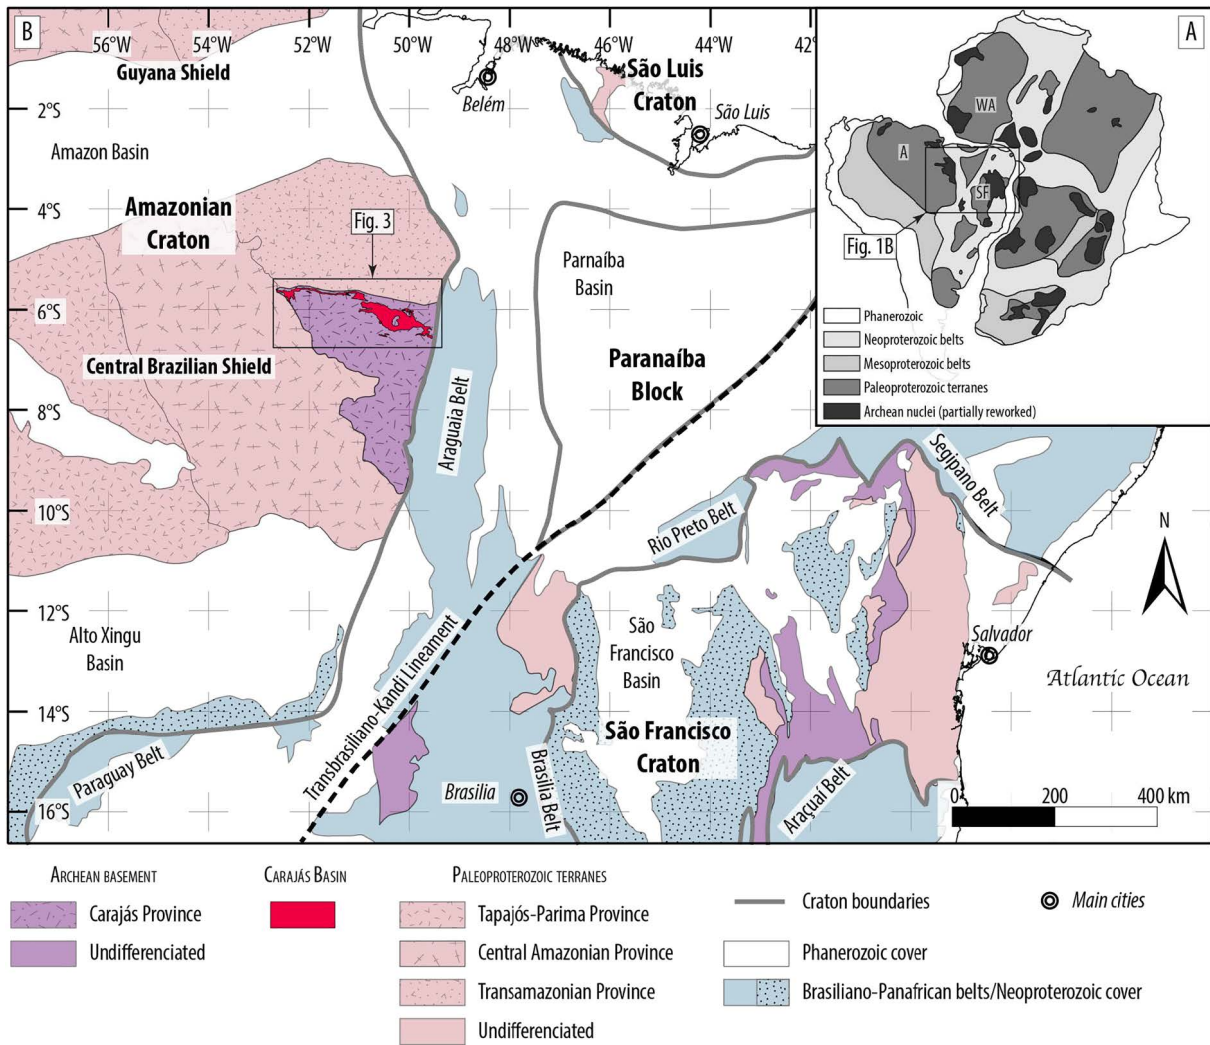 B
56°W
54°W
52°W
50°W
48°W
46°W
44°W
42°
A
Guyana Shield
São Luis
Craton
Belém
São Luis
2°S
Amazon Basin
WA
A
SF
Amazonian
Craton
4°S
Fig. 3
Fig. 1B
Parnaíba
Basin
6°S
Phanerozoic
Neoproterozoic belts
Mesoproterozoic belts
Paleoproterozoic terranes
Archean nuclei (partially reworked)
Central Brazilian Shield
Paranaíba
Block
8°S
Araguaia Belt
Segipano Belt
10°S
Rio Preto Belt
N
12°S
Alto Xingu
Basin
São
Francisco
Basin
Salvador
Atlantic Ocean
Transbrasiliano-Kandi Lineament
14°S
São Francisco
Craton
Paraguay Belt
Brasilia
Brasilia Belt
Araçuaí Belt
16°S
0 200 400 km
Archean basement
Carajás Province
Undifferenciated
Carajás Basin
Paleoproterozoic terranes
Tapajós-Parima Province
Central Amazonian Province
Transamazonian Province
Undifferenciated
Craton boundaries
Main cities
Phanerozoic cover
Brasiliano-Panafrican belts/Neoproterozoic cover